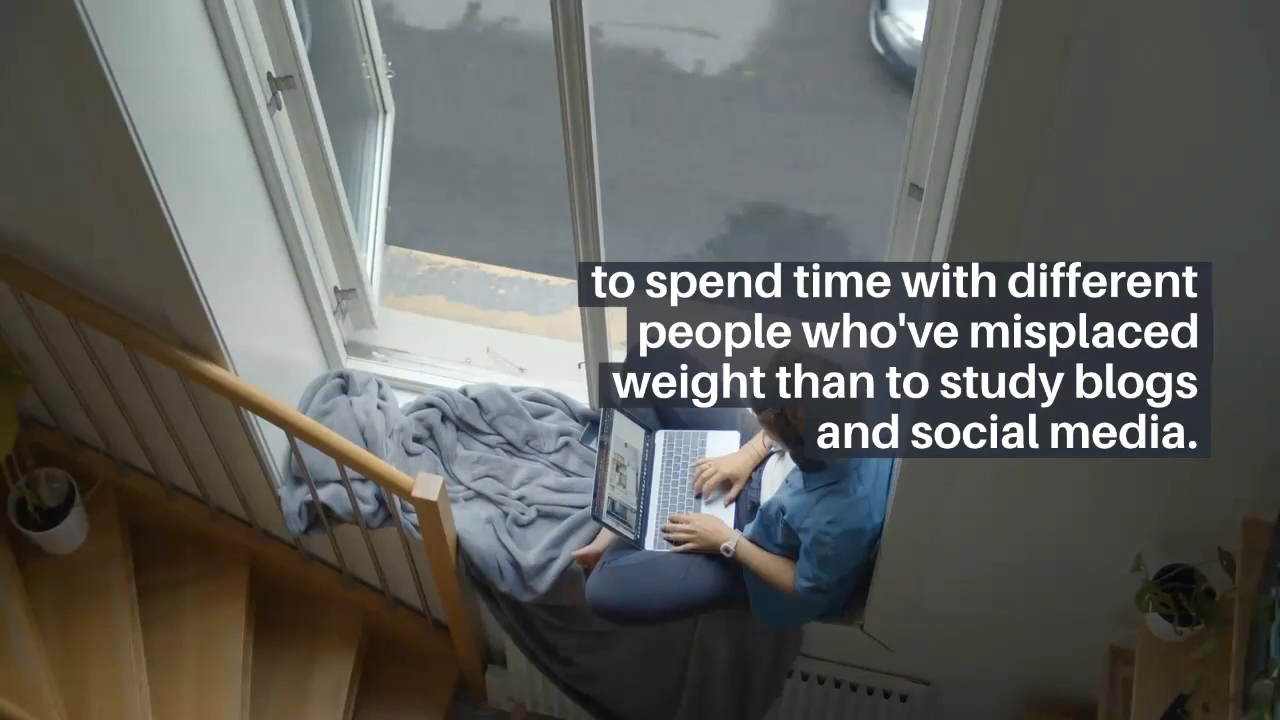 to spend time with different
people who've misplaced
weight than to study blogs
and social media.